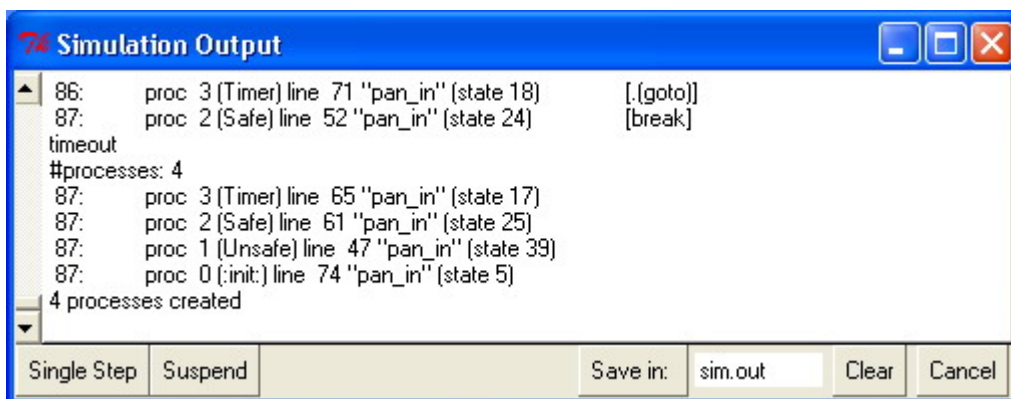 Simulation Output
86: proc 3 (Timer) line 71 "pan_in" (state 18) [.(goto)]
87: proc 2 (Safe) line 52 "pan_in" (state 24) [break]
timeout
#processes: 4
87: proc 3 (Timer) line 65 "pan_in" (state 17)
87: proc 2 (Safe) line 61 "pan_in" (state 25)
87: proc 1 (Unsafe) line 47 "pan_in" (state 39)
87: proc 0 (:init:) line 74 "pan_in" (state 5)
4 processes created
Single Step Suspend Save in: sim.out Clear Cancel